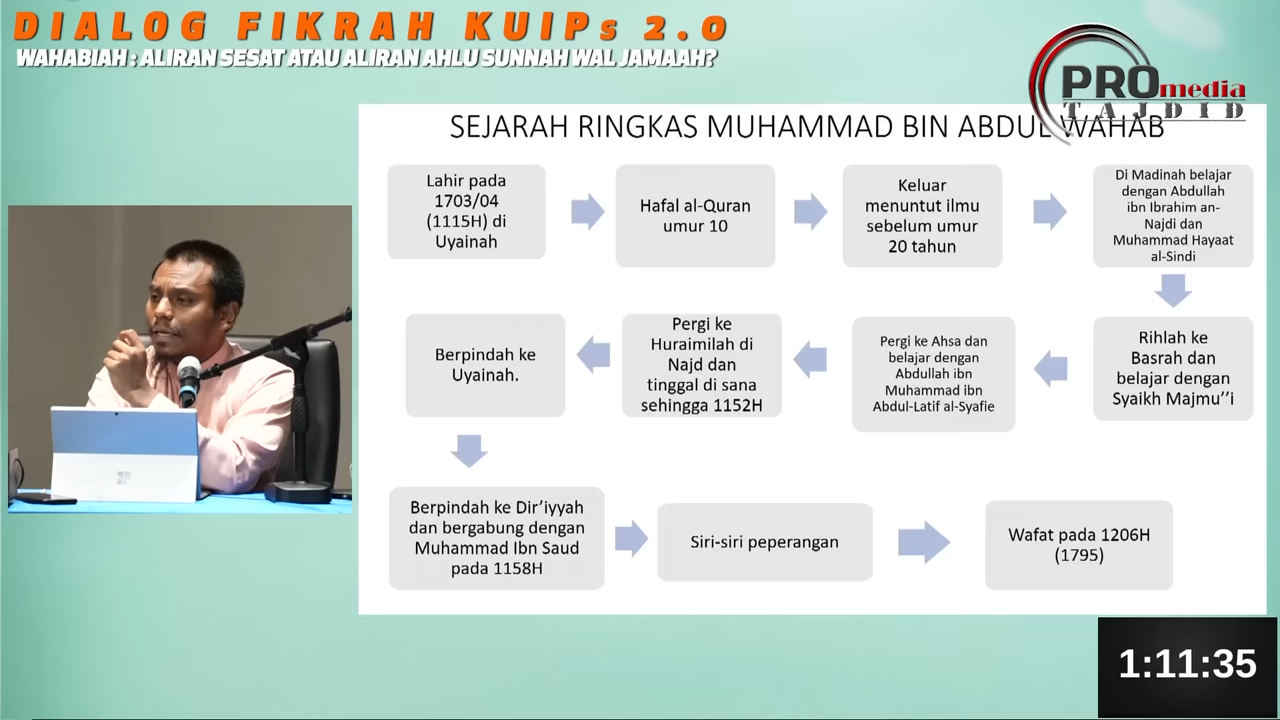 DIALOG FIKRAH KUIPs 2.0
WAHABIAH : ALIRAN SESAT ATAU ALIRAN AHLU SUNNAH WAL JAMAAH?
PROmedia
TAJDID
SEJARAH RINGKAS MUHAMMAD BIN ABDUL WAHAB
Lahir pada
1703/04
(1115H) di
Uyainah
Hafal al-Quran
umur 10
Keluar
menuntut ilmu
sebelum umur
20 tahun
Di Madinah belajar
dengan Abdullah
ibn Ibrahim an-
Najdi dan
Muhammad Hayaat
al-Sindi
Rihlah ke
Basrah dan
belajar dengan
Syaikh Majmu''i
Pergi ke Ahsa dan
belajar dengan
Abdullah ibn
Muhammad ibn
Abdul-Latif al-Syafie
Pergi ke
Huraimilah di
Najd dan
tinggal di sana
sehingga 1152H
Berpindah ke
Uyainah.
Berpindah ke Dir'iyyah
dan bergabung dengan
Muhammad Ibn Saud
pada 1158H
Siri-siri peperangan
Wafat pada 1206H
(1795)
1:11:35